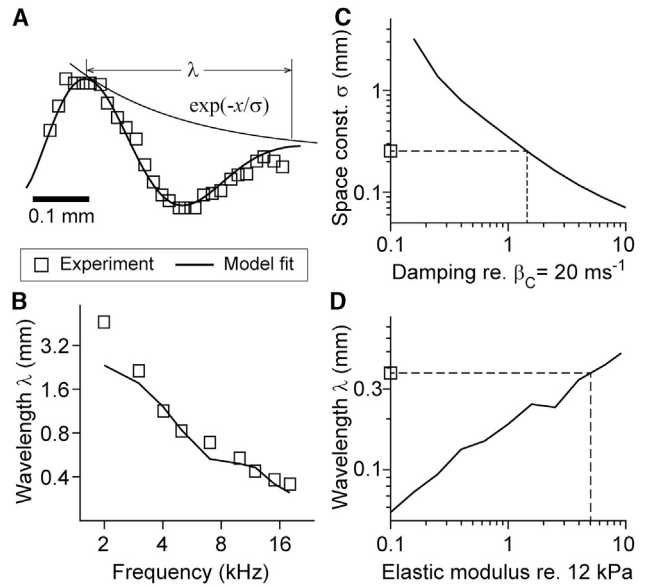 A
λ
exp(-x/σ)
0.1 mm
Experiment
Model fit
B
Wavelength λ (mm)
3.2
1.6
0.8
0.4
2
4
8
16
Frequency (kHz)
C
Space const. σ (mm)
1
0.1
0.1
1
10
Damping re. βC= 20 ms-1
D
Wavelength λ (mm)
0.3
0.1
0.1
1
10
Elastic modulus re. 12 kPa